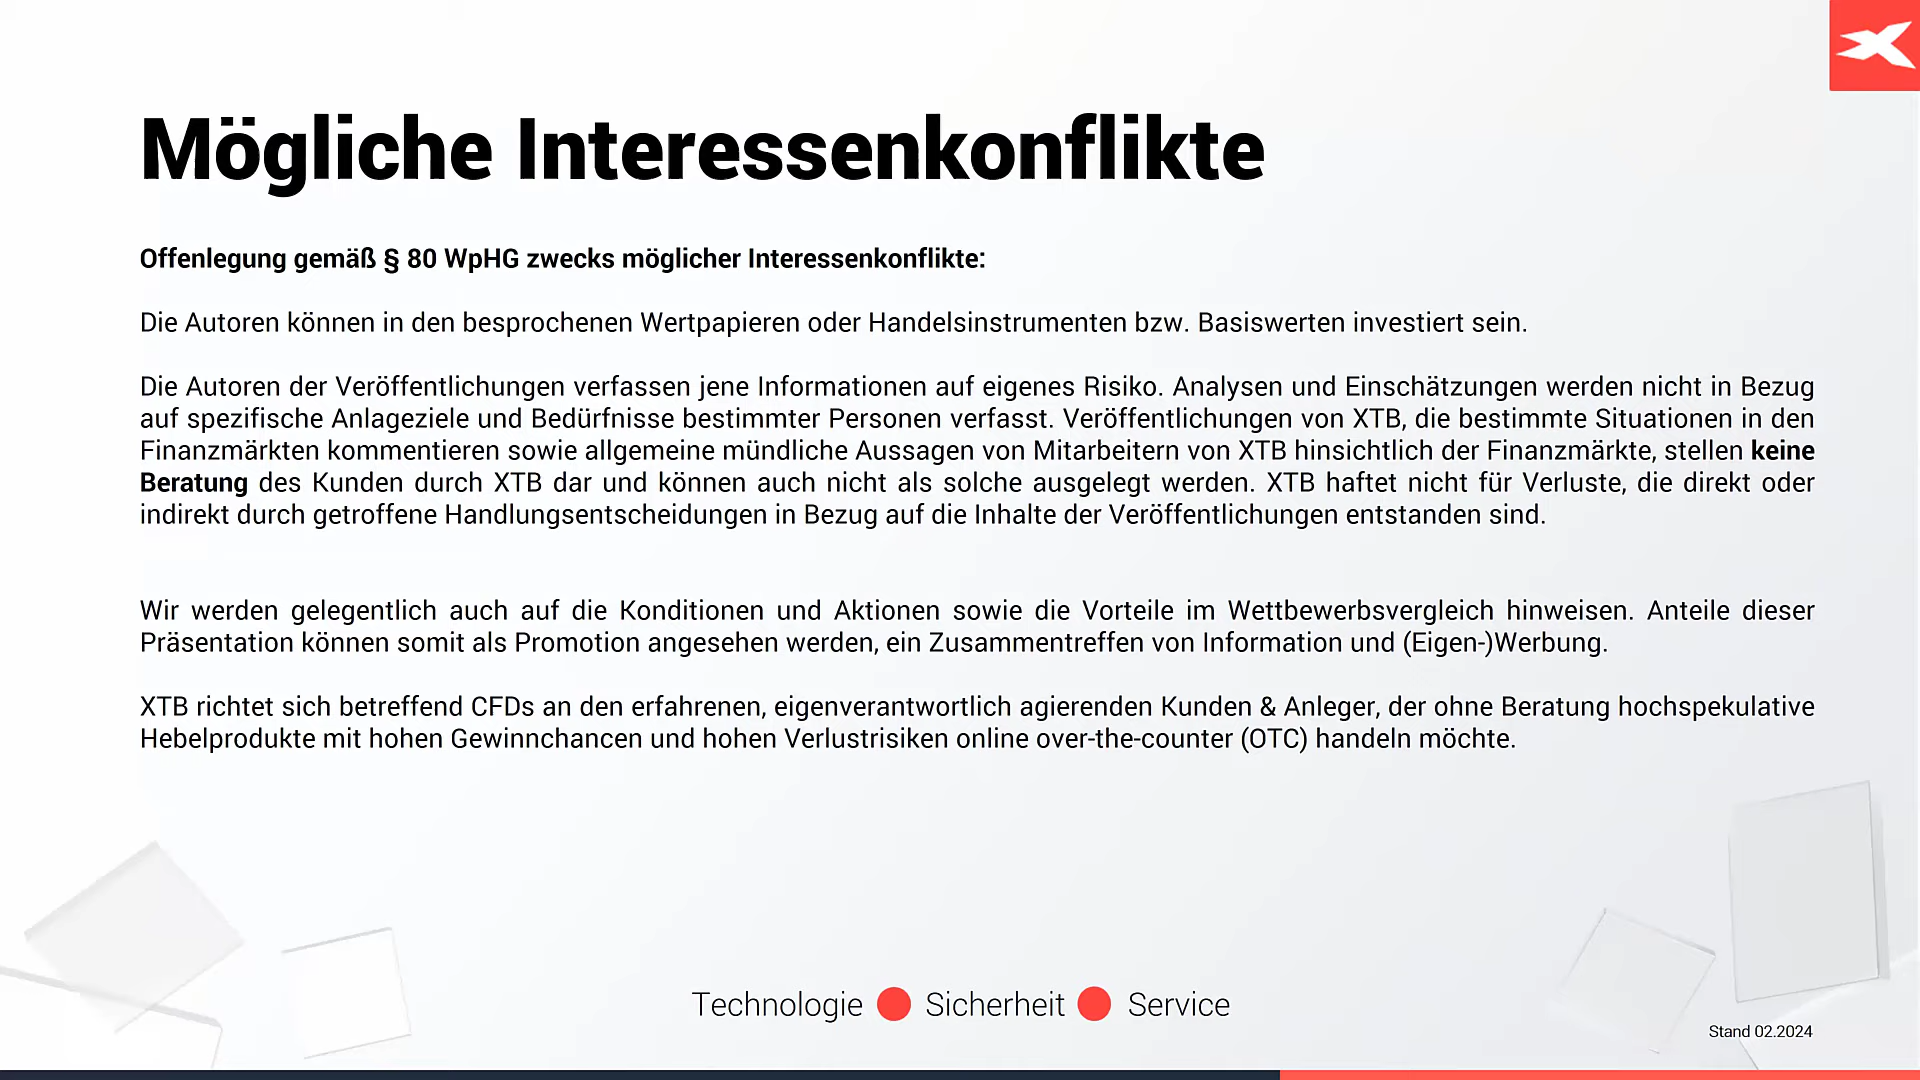 Mögliche Interessenkonflikte
Offenlegung gemäß § 80 WpHG zwecks möglicher Interessenkonflikte:
Die Autoren können in den besprochenen Wertpapieren oder Handelsinstrumenten bzw. Basiswerten investiert sein.
Die Autoren der Veröffentlichungen verfassen jene Informationen auf eigenes Risiko. Analysen und Einschätzungen werden nicht in Bezug
auf spezifische Anlageziele und Bedürfnisse bestimmter Personen verfasst. Veröffentlichungen von XTB, die bestimmte Situationen in den
Finanzmärkten kommentieren sowie allgemeine mündliche Aussagen von Mitarbeitern von XTB hinsichtlich der Finanzmärkte, stellen keine
Beratung des Kunden durch XTB dar und können auch nicht als solche ausgelegt werden. XTB haftet nicht für Verluste, die direkt oder
indirekt durch getroffene Handlungsentscheidungen in Bezug auf die Inhalte der Veröffentlichungen entstanden sind.
Wir werden gelegentlich auch auf die Konditionen und Aktionen sowie die Vorteile im Wettbewerbsvergleich hinweisen. Anteile dieser
Präsentation können somit als Promotion angesehen werden, ein Zusammentreffen von Information und (Eigen-)Werbung.
XTB richtet sich betreffend CFDs an den erfahrenen, eigenverantwortlich agierenden Kunden & Anleger, der ohne Beratung hochspekulative
Hebelprodukte mit hohen Gewinnchancen und hohen Verlustrisiken online over-the-counter (OTC) handeln möchte.
Technologie Sicherheit Service
Stand 02.2024